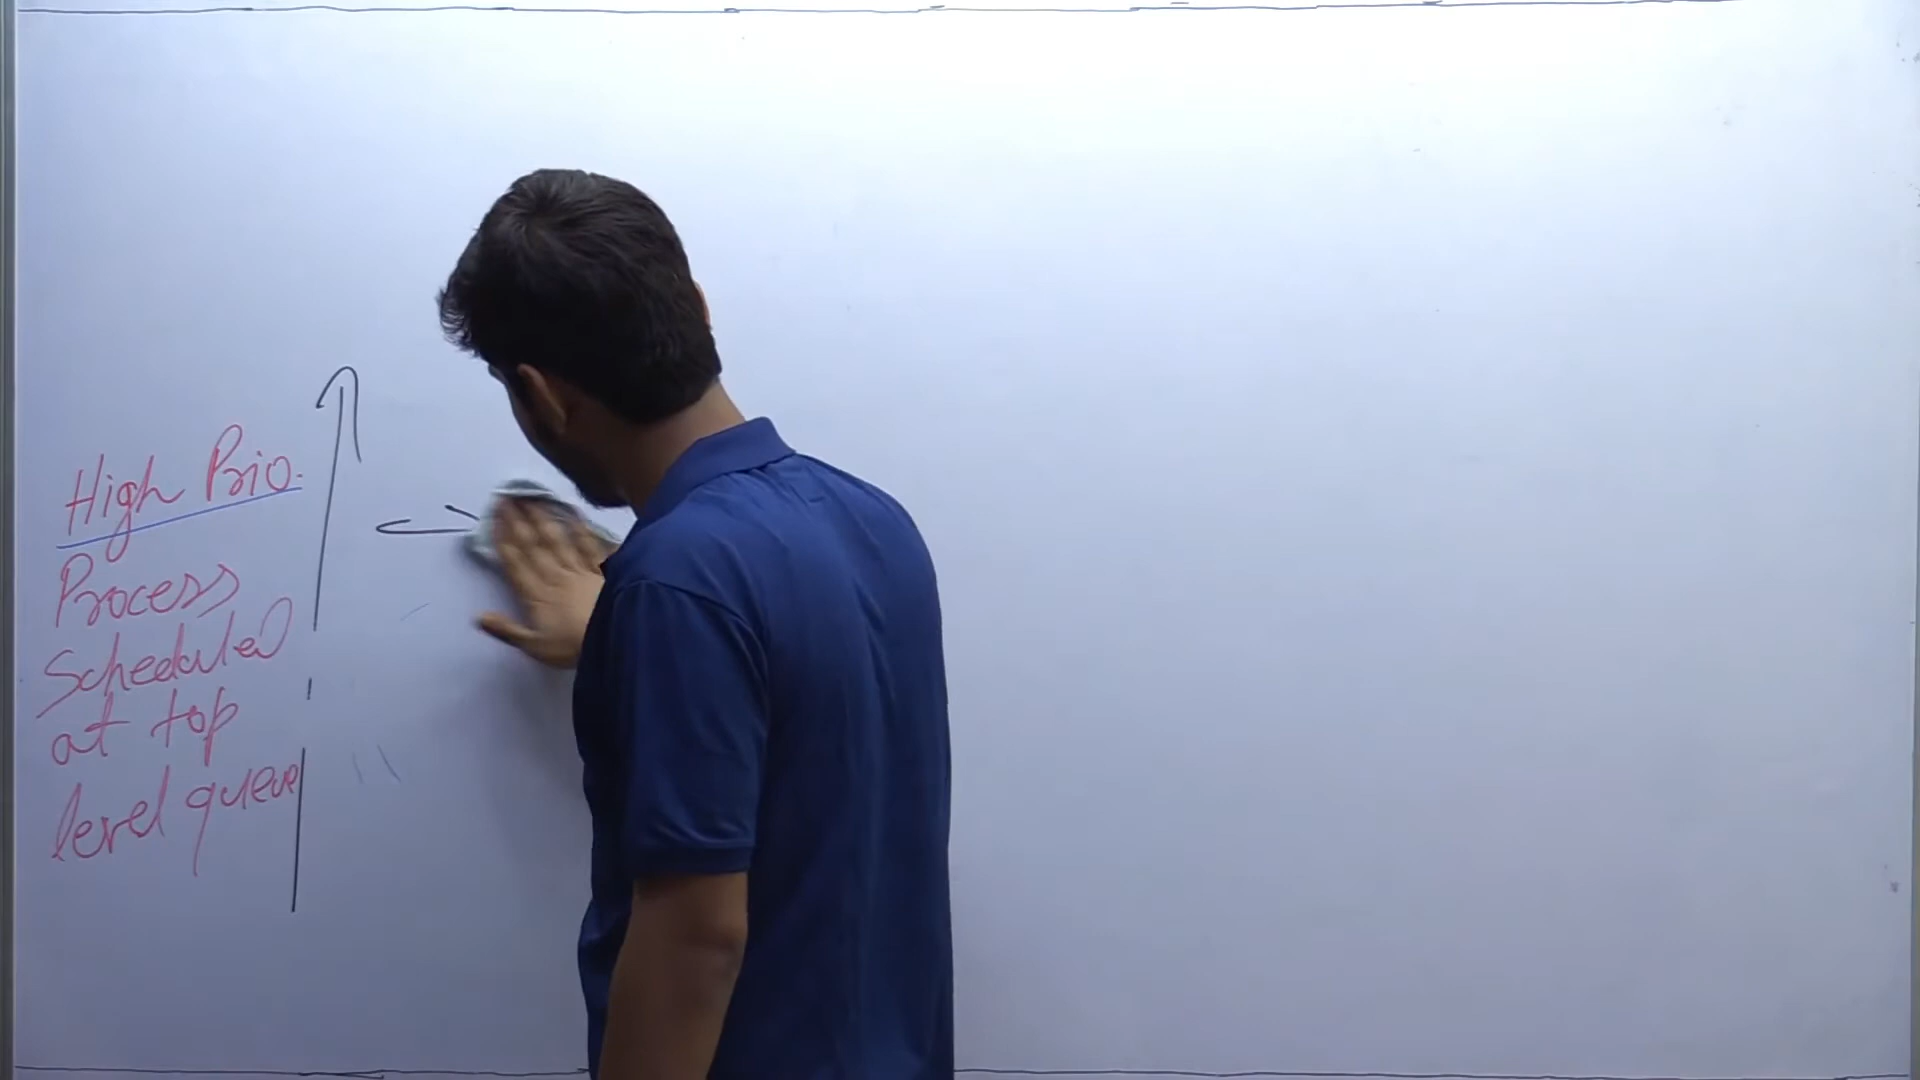 High Prio.
Process
Scheduled
at top
level queue